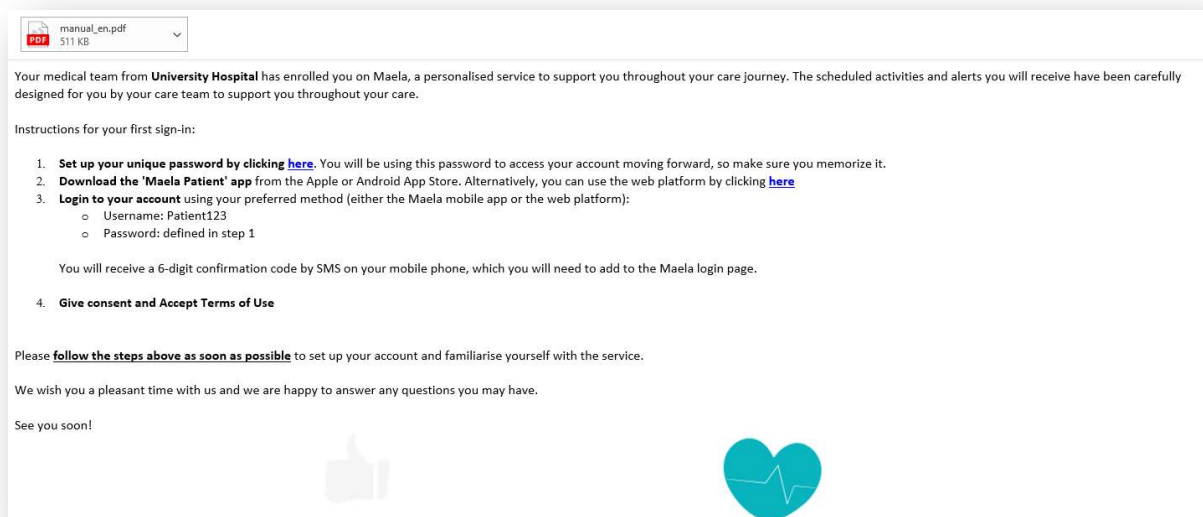 manual_en.pdf
PDF
511 KB
Your medical team from University Hospital has enrolled you on Maela, a personalised service to support you throughout your care journey. The scheduled activities and alerts you will receive have been carefully
designed for you by your care team to support you throughout your care.
Instructions for your first sign-in:
1. Set up your unique password by clicking here. You will be using this password to access your account moving forward, so make sure you memorize it.
2. Download the 'Maela Patient' app from the Apple or Android App Store. Alternatively, you can use the web platform by clicking here
3. Login to your account using your preferred method (either the Maela mobile app or the web platform):
o Username: Patient123
o Password: defined in step 1
You will receive a 6-digit confirmation code by SMS on your mobile phone, which you will need to add to the Maela login page.
4. Give consent and Accept Terms of Use
Please follow the steps above as soon as possible to set up your account and familiarise yourself with the service.
We wish you a pleasant time with us and we are happy to answer any questions you may have.
See you soon!